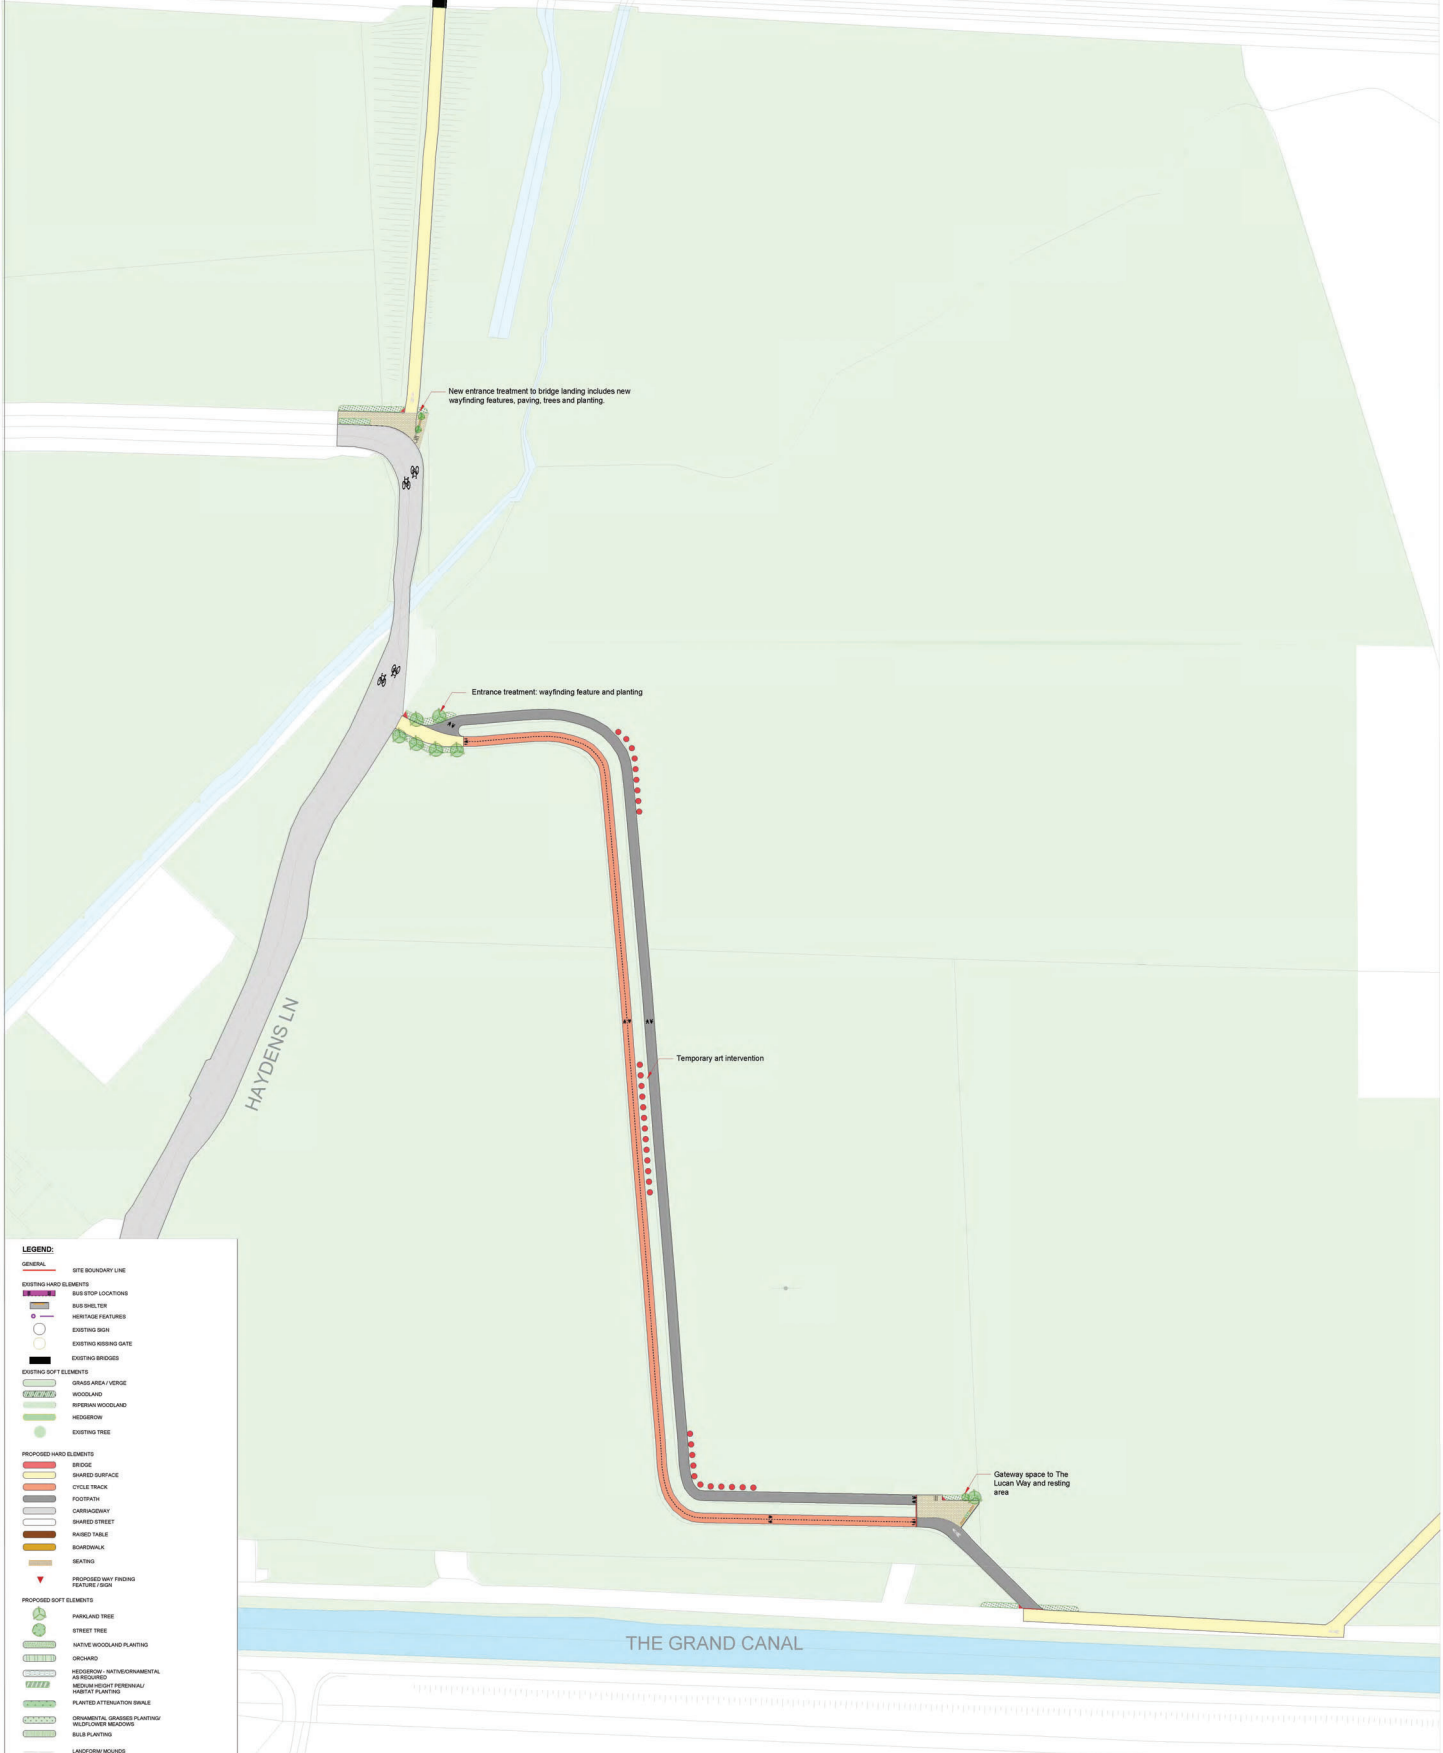 New entrance treatment to bridge landing includes new
wayfinding features, paving, trees and planting.
Entrance treatment: wayfinding feature and planting
HAYDENS LN
Temporary art intervention
Gateway space to The
Lucan Way and resting
area
THE GRAND CANAL
LEGEND:
GENERAL
SITE BOUNDARY LINE
EXISTING HARD ELEMENTS
BUS STOP LOCATIONS
BUS SHELTER
HERITAGE FEATURES
EXISTING SIGN
EXISTING KISSING GATE
EXISTING BRIDGES
EXISTING SOFT ELEMENTS
GRASS AREA / VERGE
WOODLAND
RIPERIAN WOODLAND
HEDGEROW
EXISTING TREE
PROPOSED HARD ELEMENTS
BRIDGE
SHARED SURFACE
CYCLE TRACK
FOOTPATH
CARRIAGEWAY
SHARED STREET
RAISED TABLE
BOARDWALK
SEATING
PROPOSED WAY FINDING
FEATURE / SIGN
PROPOSED SOFT ELEMENTS
PARKLAND TREE
STREET TREE
NATIVE WOODLAND PLANTING
ORCHARD
HEDGEROW - NATIVE/ORNAMENTAL
AS REQUIRED
MEDIUM HEIGHT PERENNIAL/
HABITAT PLANTING
PLANTED ATTENUATION SWALE
ORNAMENTAL GRASSES PLANTING/
WILDFLOWER MEADOWS
BULB PLANTING
LANDFORM/ MOUNDS